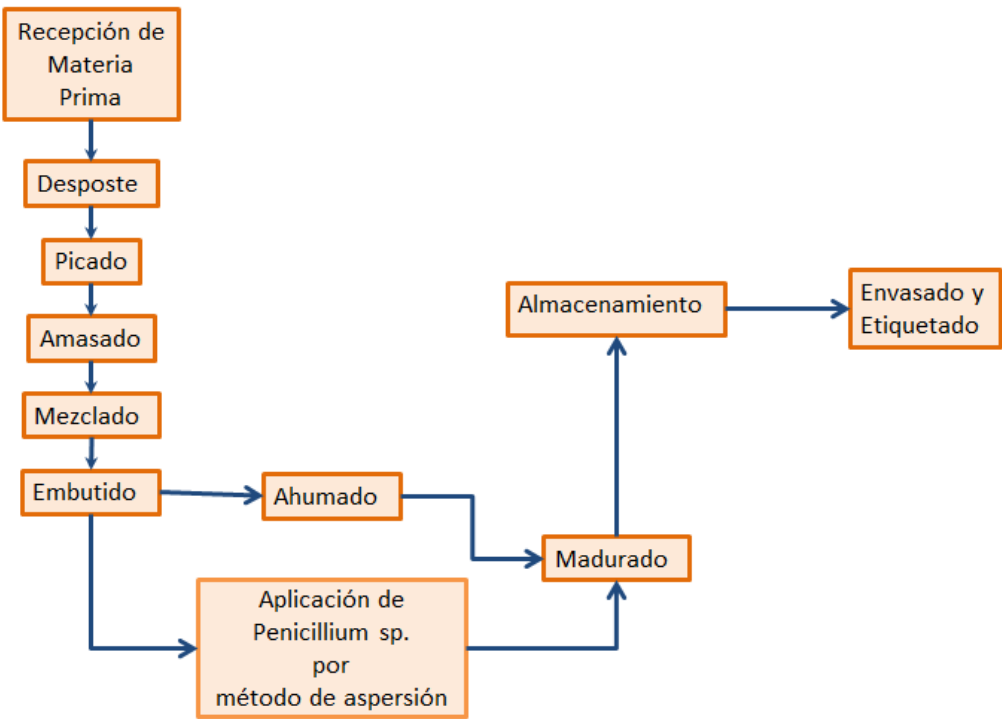 Recepción de
Materia
Prima
Desposte
Picado
Amasado
Mezclado
Embutido
Ahumado
Aplicación de
Penicillium sp.
por
método de aspersión
Madurado
Almacenamiento
Envasado y
Etiquetado